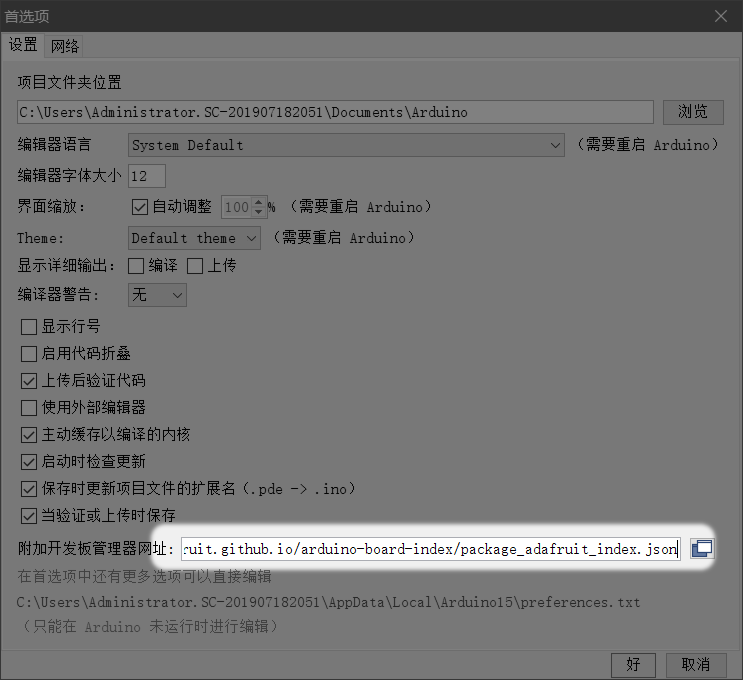 首选项
设置 网络
项目文件夹位置
C:\Users\Administrator.SC-201907182051\Documents\Arduino 浏览
编辑器语言 System Default （需要重启 Arduino）
编辑器字体大小 12
界面缩放： 自动调整 100 % （需要重启 Arduino）
Theme: Default theme （需要重启 Arduino）
显示详细输出： 编译 上传
编译器警告: 无
显示行号
启用代码折叠
上传后验证代码
使用外部编辑器
主动缓存以编译的内核
启动时检查更新
保存时更新项目文件的扩展名（.pde -> .ino）
当验证或上传时保存
附加开发板管理器网址: ruit.github.io/arduino-board-index/package_adafruit_index.json
在首选项中还有更多选项可以直接编辑
C:\Users\Administrator.SC-201907182051\AppData\Local\Arduino15\preferences.txt
（只能在 Arduino 未运行时进行编辑）
好 取消